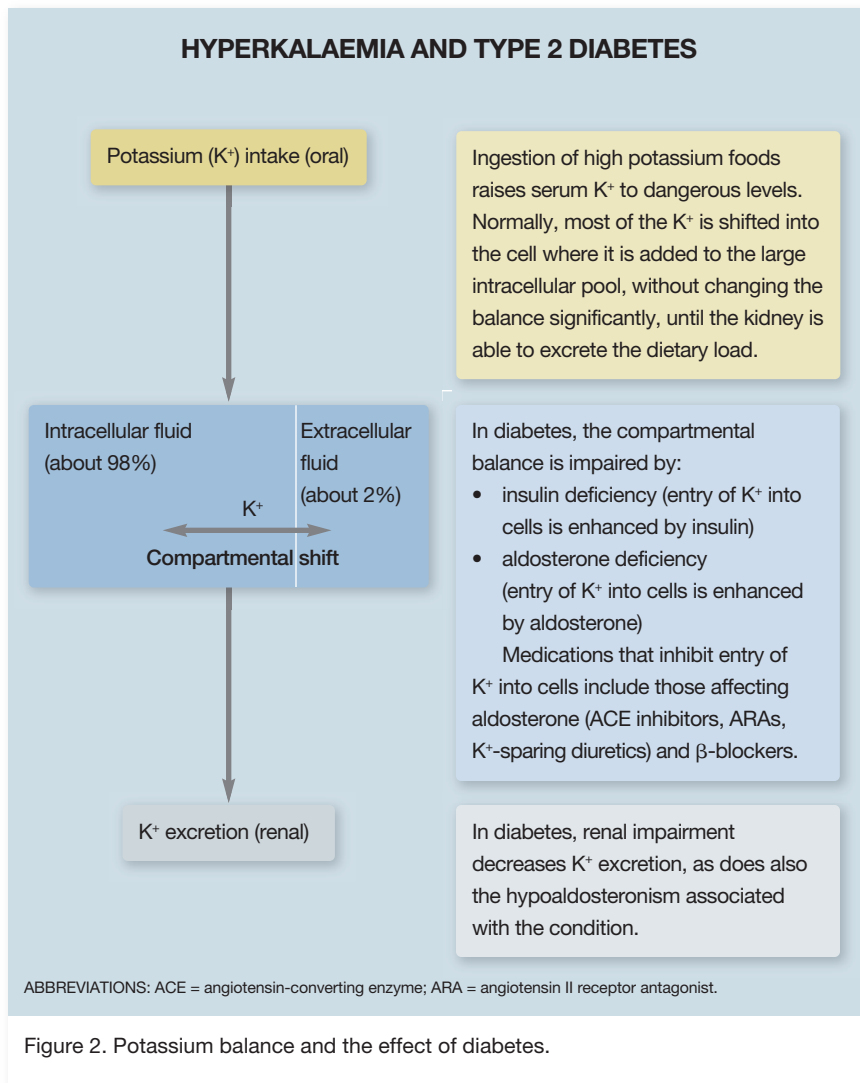 HYPERKALAEMIA AND TYPE 2 DIABETES
Potassium (K⁺) intake (oral)
Ingestion of high potassium foods
raises serum K⁺ to dangerous levels.
Normally, most of the K⁺ is shifted into
the cell where it is added to the large
intracellular pool, without changing the
balance significantly, until the kidney is
able to excrete the dietary load.
Intracellular fluid
(about 98%)
Extracellular
fluid
(about 2%)
K⁺
Compartmental shift
In diabetes, the compartmental
balance is impaired by:
• insulin deficiency (entry of K⁺ into
cells is enhanced by insulin)
• aldosterone deficiency
(entry of K⁺ into cells is enhanced
by aldosterone)
Medications that inhibit entry of
K⁺ into cells include those affecting
aldosterone (ACE inhibitors, ARAs,
K⁺-sparing diuretics) and β-blockers.
K⁺ excretion (renal)
In diabetes, renal impairment
decreases K⁺ excretion, as does also
the hypoaldosteronism associated
with the condition.
ABBREVIATIONS: ACE = angiotensin-converting enzyme; ARA = angiotensin II receptor antagonist.
Figure 2. Potassium balance and the effect of diabetes.